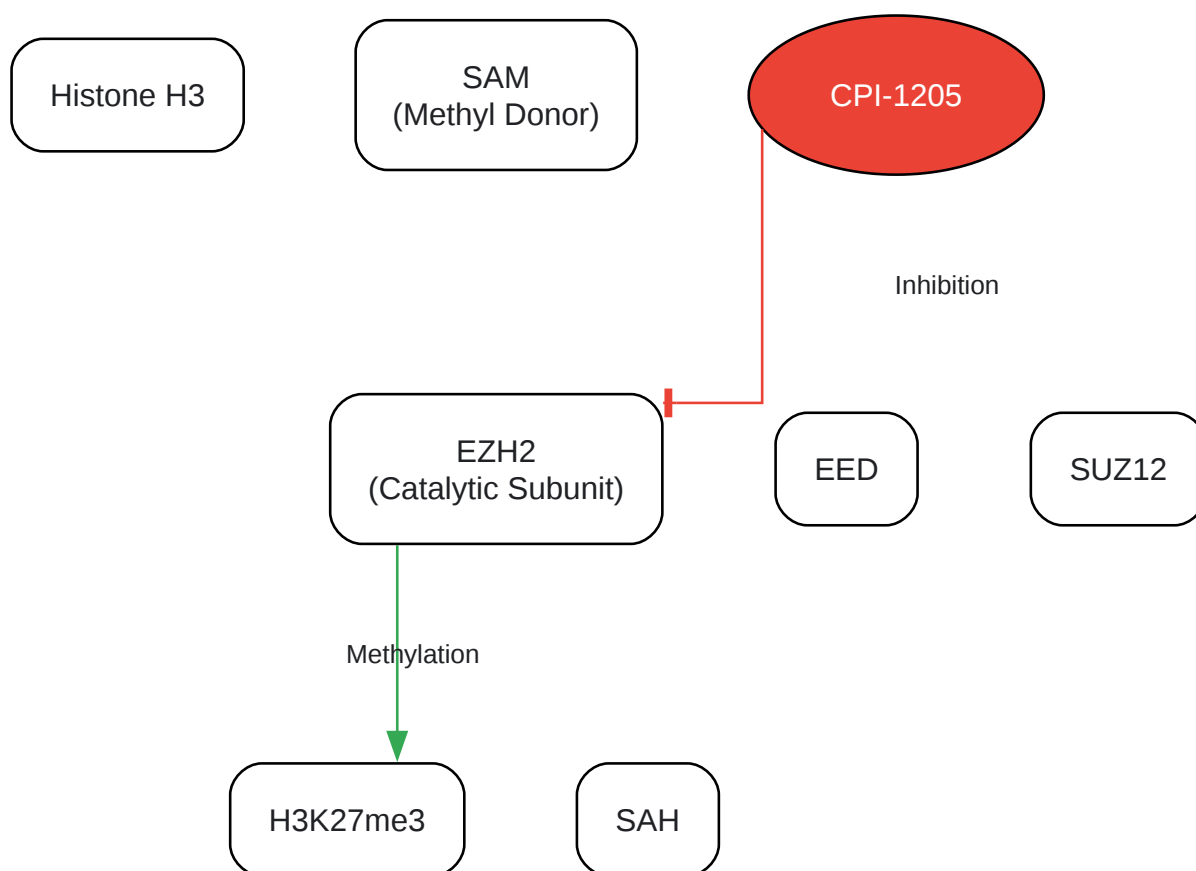 Histone H3
SAM
(Methyl Donor)
CPI-1205
Inhibition
EZH2
(Catalytic Subunit)
EED
SUZ12
Methylation
H3K27me3
SAH